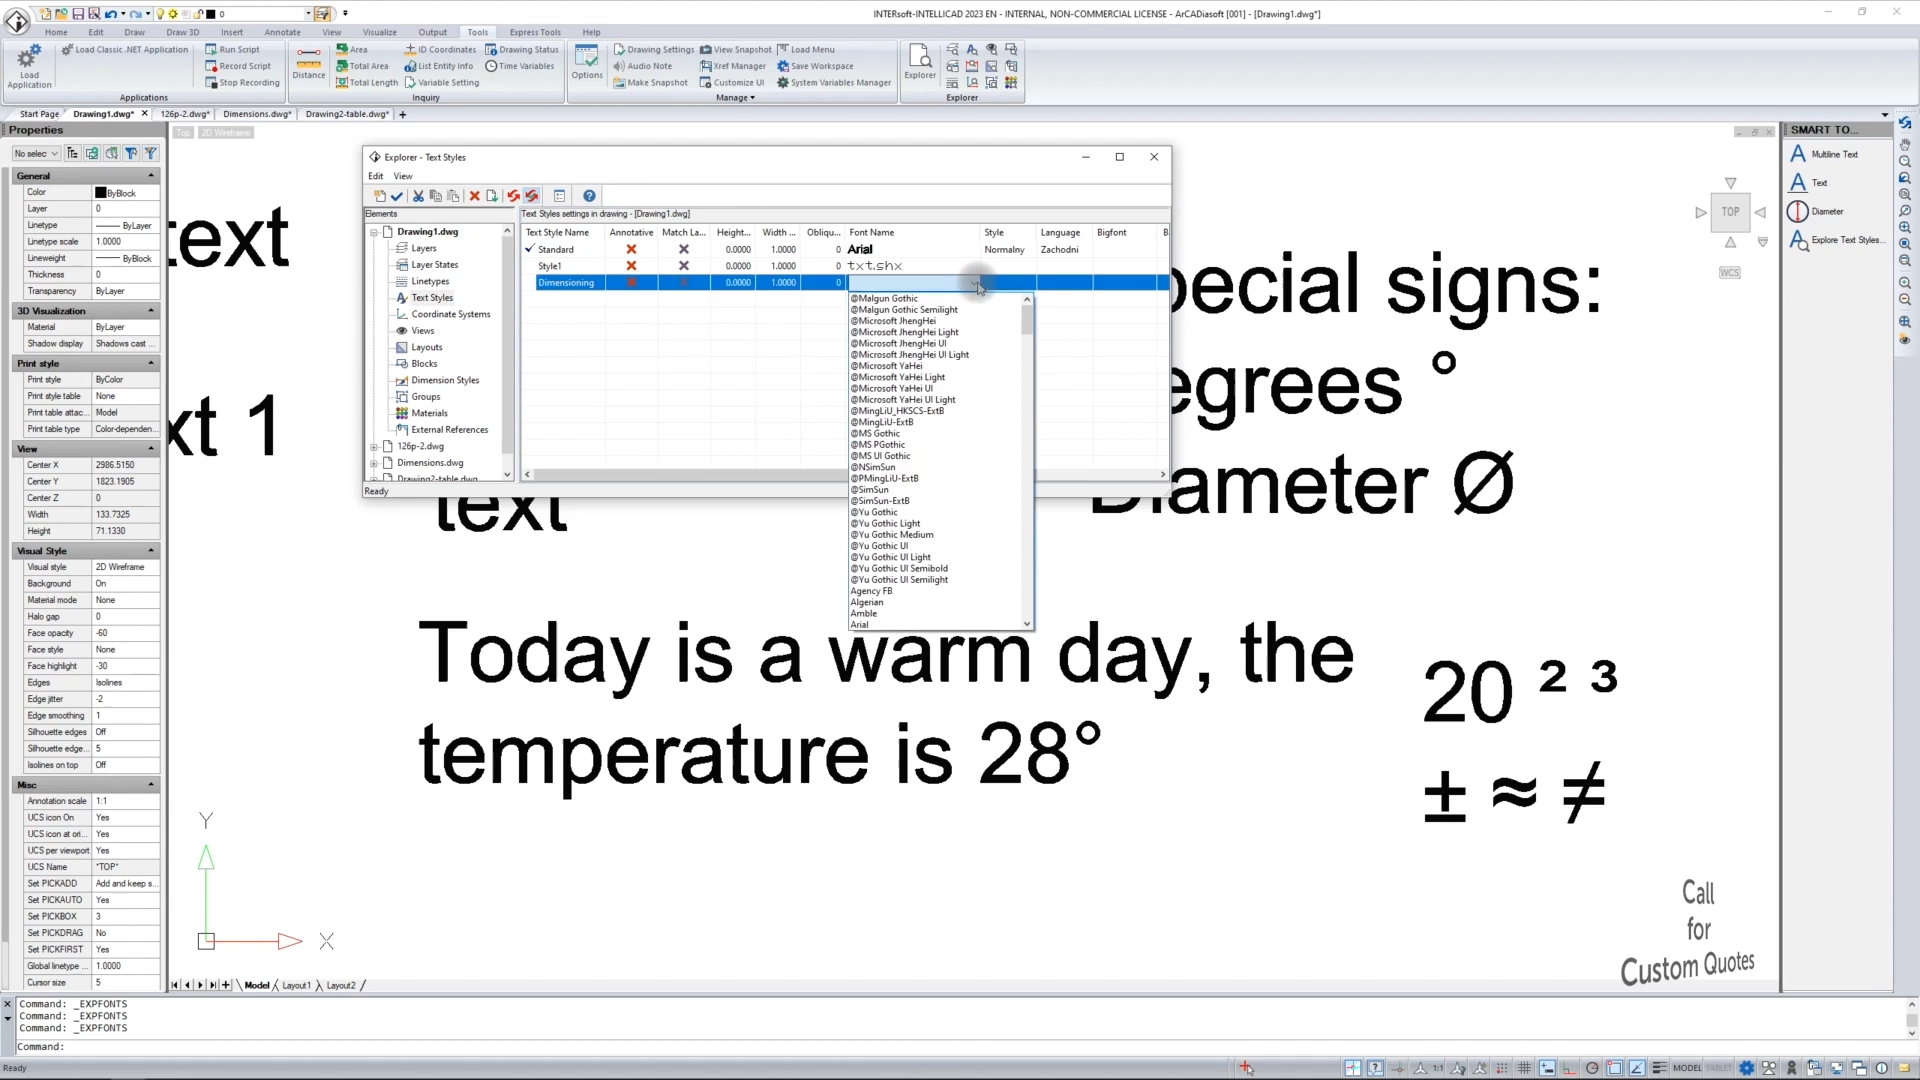 0
INTERsoft-INTELLICAD 2023 EN - INTERNAL, NON-COMMERCIAL LICENSE - ArCADiasoft [001] - [Drawing1.dwg*]
Home Edit Draw Draw 3D Insert Annotate View Visualize Output Tools Express Tools Help
Load Application
Load Classic .NET Application
Run Script
Record Script
Stop Recording
Applications
Distance
Area
Total Area
Total Length
ID Coordinates
List Entity Info
Variable Setting
Drawing Status
Time Variables
Inquiry
Options
Drawing Settings
Audio Note
Make Snapshot
View Snapshot
Xref Manager
Customize UI
Load Menu
Save Workspace
System Variables Manager
Manage
Explorer
Explorer
Start Page Drawing1.dwg* 126p-2.dwg* Dimensions.dwg* Drawing2-table.dwg*
Properties
No selec
General
Color ByBlock
Layer 0
Linetype ByLayer
Linetype scale 1.0000
Lineweight ByBlock
Thickness 0
Transparency ByLayer
3D Visualization
Material ByLayer
Shadow display Shadows cast ...
Print style
Print style ByColor
Print style table None
Print table attac... Model
Print table type Color-dependen...
View
Center X 2986.5150
Center Y 1823.1905
Center Z 0
Width 133.7325
Height 71.1330
Visual Style
Visual style 2D Wireframe
Background On
Material mode None
Halo gap 0
Face opacity -60
Face style None
Face highlight -30
Edges Isolines
Edge jitter -2
Edge smoothing 1
Silhouette edges Off
Silhouette edge... 5
Isolines on top Off
Misc
Annotation scale 1:1
UCS icon On Yes
UCS icon at ori... Yes
UCS per viewport Yes
UCS Name "TOP"
Set PICKADD Add and keep s...
Set PICKAUTO Yes
Set PICKBOX 3
Set PICKDRAG No
Set PICKFIRST Yes
Global linetype ... 1.0000
Cursor size 5
Top 2D Wireframe
text
xt 1
Explorer - Text Styles
Edit View
Elements
Drawing1.dwg
Layers
Layer States
Linetypes
Text Styles
Coordinate Systems
Views
Layouts
Blocks
Dimension Styles
Groups
Materials
External References
126p-2.dwg
Dimensions.dwg
Drawing2-table.dwg
Ready
Text Styles settings in drawing - [Drawing1.dwg]
Text Style Name Annotative Match La... Height... Width ... Obliqu... Font Name Style Language Bigfont B
Standard 0.0000 1.0000 0 Arial Normalny Zachodni
Style1 0.0000 1.0000 0 txt.shx
Dimensioning 0.0000 1.0000 0
@Malgun Gothic
@Malgun Gothic Semilight
@Microsoft JhengHei
@Microsoft JhengHei Light
@Microsoft JhengHei UI
@Microsoft JhengHei UI Light
@Microsoft YaHei
@Microsoft YaHei Light
@Microsoft YaHei UI
@Microsoft YaHei UI Light
@MingLiU_HKSCS-ExtB
@MingLiU-ExtB
@MS Gothic
@MS PGothic
@MS UI Gothic
@NSimSun
@PMingLiU-ExtB
@SimSun
@SimSun-ExtB
@Yu Gothic
@Yu Gothic Light
@Yu Gothic Medium
@Yu Gothic UI
@Yu Gothic UI Light
@Yu Gothic UI Semibold
@Yu Gothic UI Semilight
Agency FB
Algerian
Amble
Arial
text
pecial signs:
egrees °
Diameter Ø
Today is a warm day, the
temperature is 28°
20 ² ³
± ≈ ≠
TOP
WCS
SMART TO...
Multiline Text
Text
Diameter
Explore Text Styles...
Call
for
Custom Quotes
Y
X
Model Layout1 Layout2
Command: _EXPFONTS
Command: _EXPFONTS
Command: _EXPFONTS
Command:
Ready
1:1 MODEL TABLET